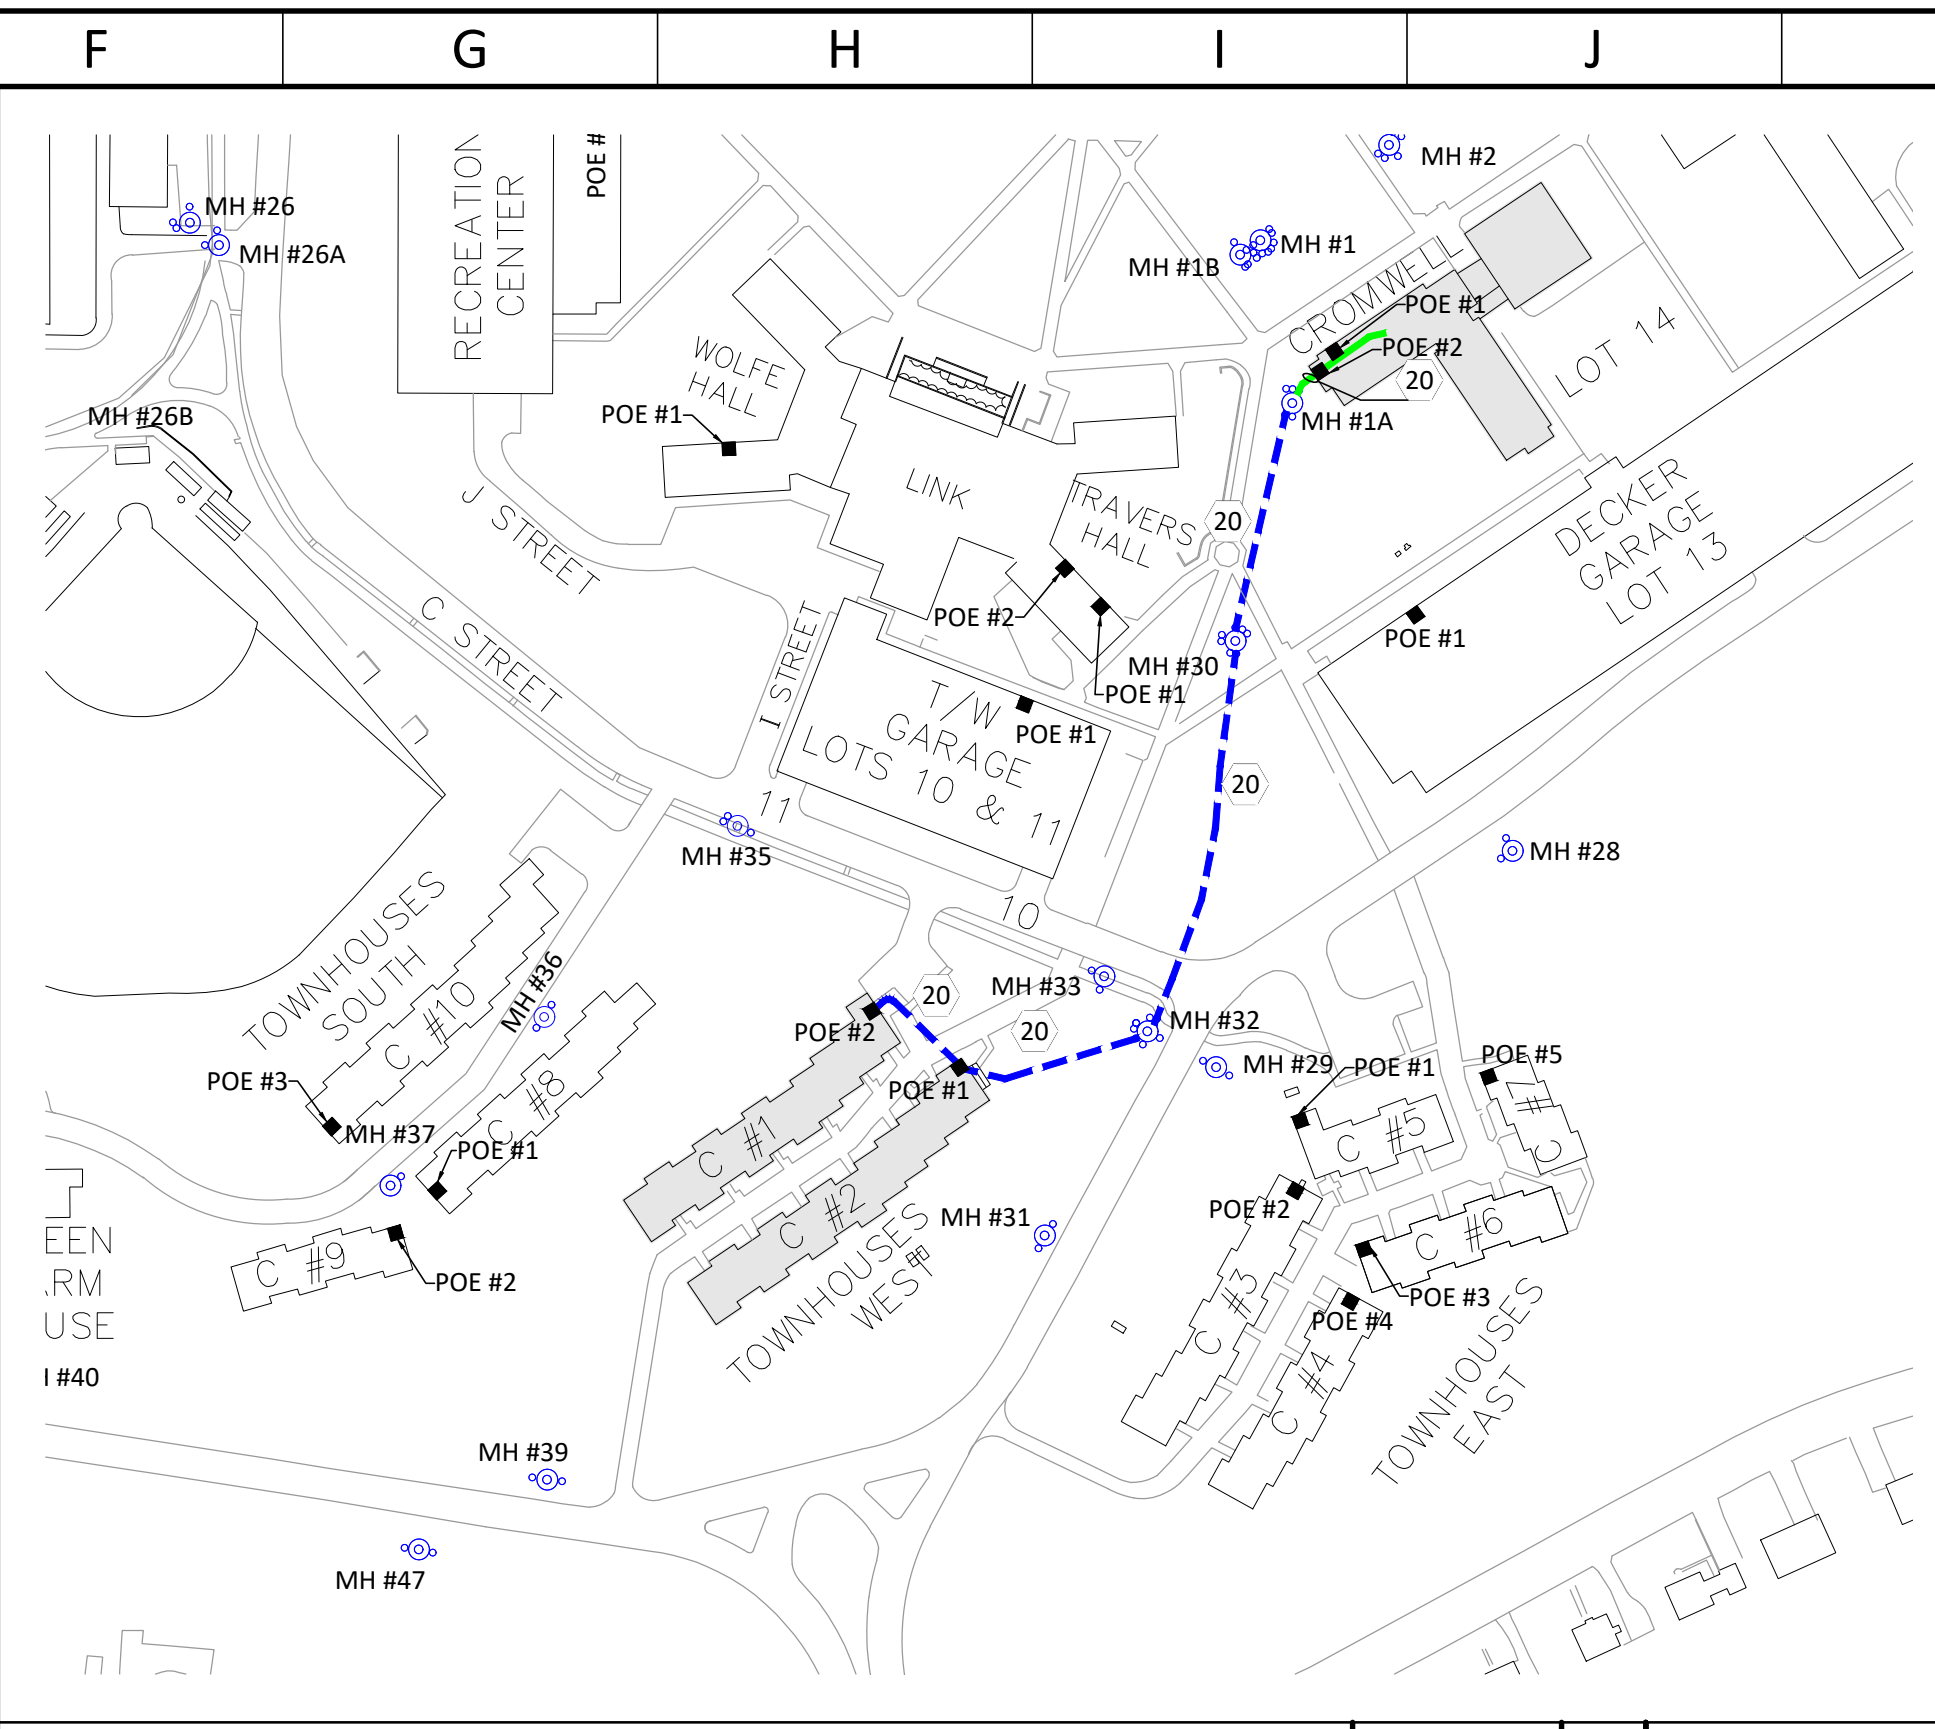 F
G
H
I
J
MH #26
MH #26A
MH #26B
RECREATION
CENTER
POE #
MH #2
MH #1
MH #1B
CROMWELL
POE #1
POE #2
20
MH #1A
LOT 14
WOLFE
HALL
POE #1
LINK
TRAVERS
HALL
20
DECKER
GARAGE
LOT 13
POE #1
J STREET
C STREET
I STREET
POE #2
MH #30
POE #1
T/W
GARAGE
LOTS 10 & 11
POE #1
20
11
MH #35
MH #28
10
TOWNHOUSES
SOUTH
C #10
MH #36
POE #3
MH #37
C #8
POE #1
C #9
POE #2
20
MH #33
20
POE #2
MH #32
POE #1
C #1
C #2
TOWNHOUSES
WEST
MH #31
MH #29
POE #1
POE #5
C #5
C #7
POE #2
C #6
POE #3
C #3
POE #4
C #4
TOWNHOUSES
EAST
EEN
RM
USE
#40
MH #39
MH #47